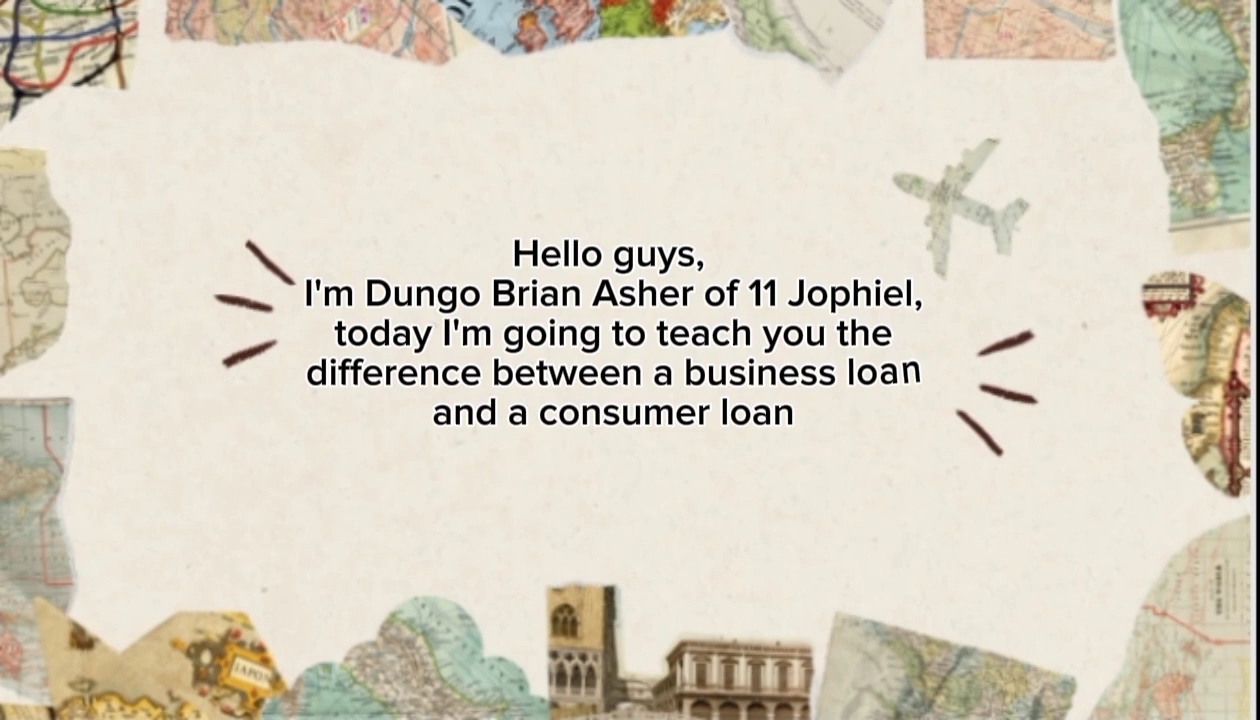 Hello guys,
I'm Dungo Brian Asher of 11 Jophiel,
today I'm going to teach you the
difference between a business loan
and a consumer loan